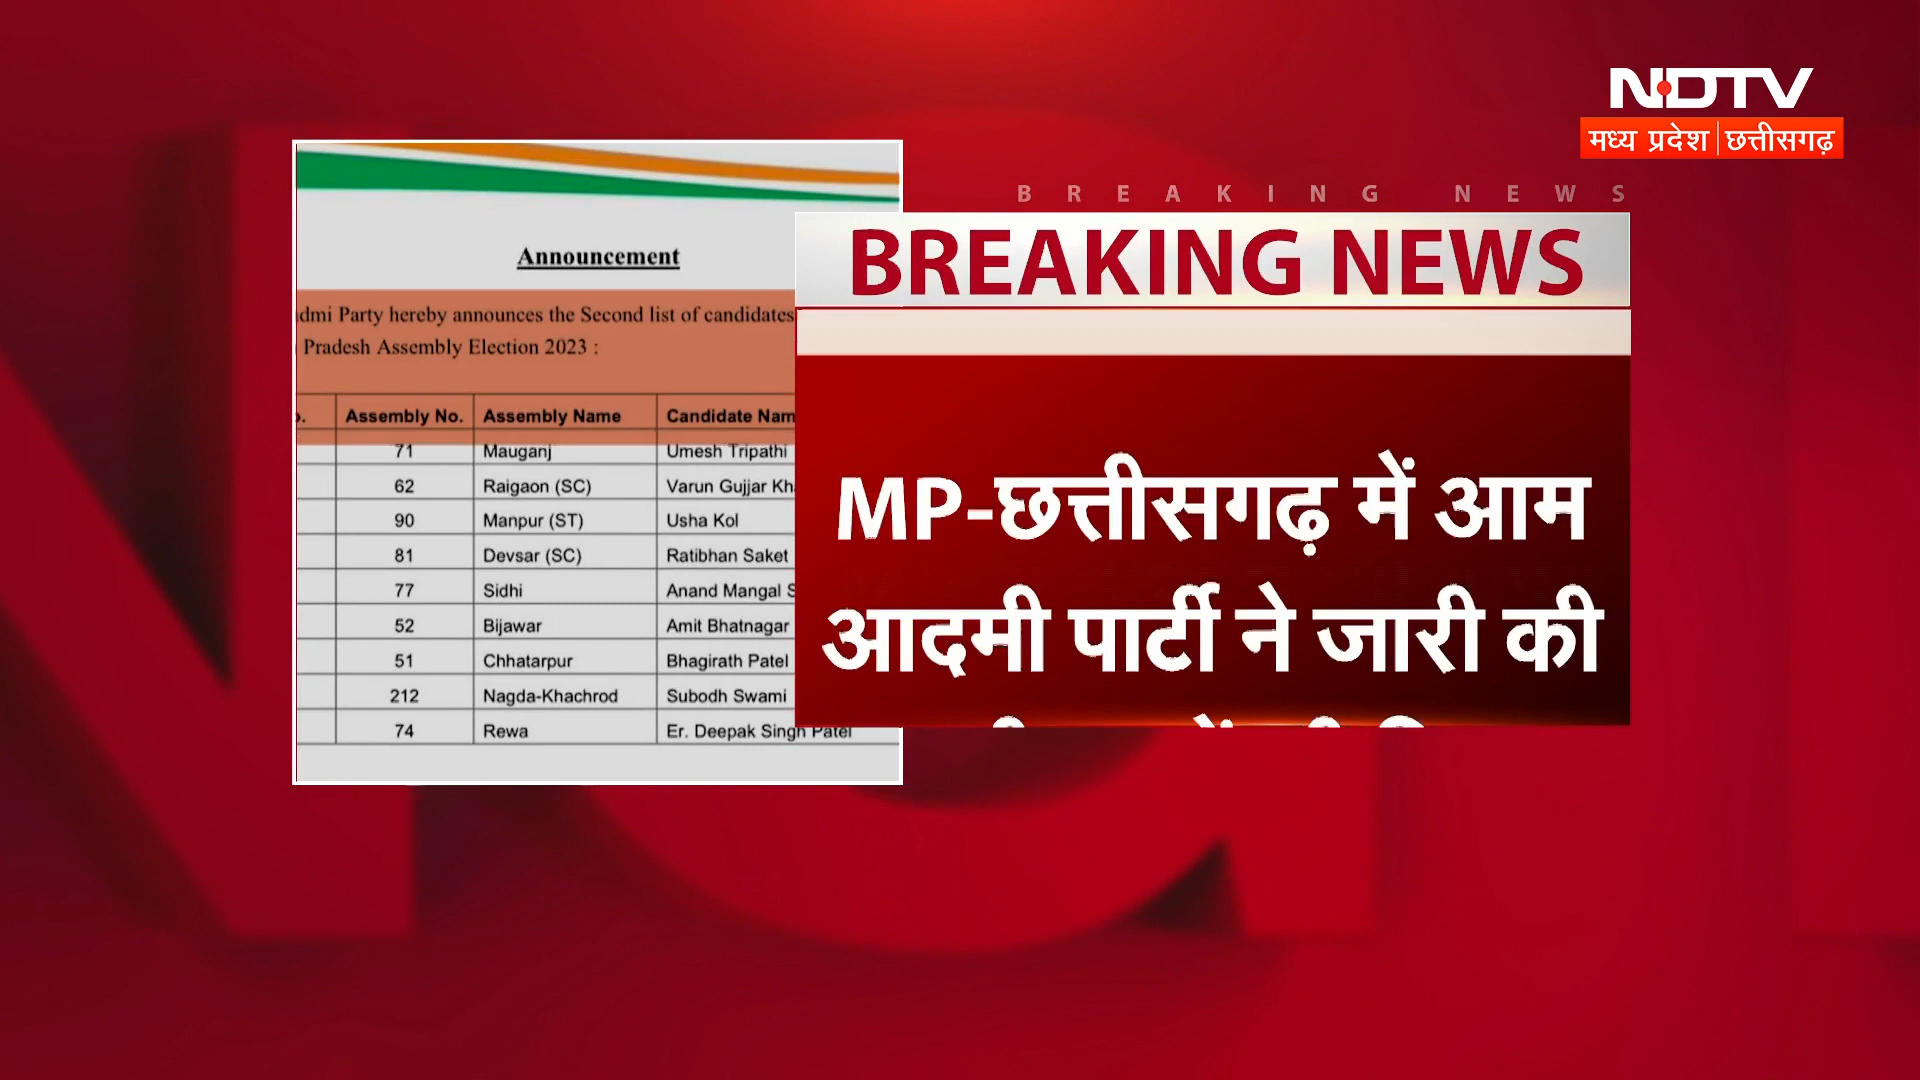 NDTV
मध्य प्रदेश|छत्तीसगढ़
BREAKING NEWS
BREAKING NEWS
MP-छत्तीसगढ़ में आम
आदमी पार्टी ने जारी की
Announcement
dmi Party hereby announces the Second list of candidates
Pradesh Assembly Election 2023 :
Assembly No. Assembly Name Candidate Nam
71 Mauganj Umesh Tripathi
62 Raigaon (SC) Varun Gujjar Kh
90 Manpur (ST) Usha Kol
81 Devsar (SC) Ratibhan Saket
77 Sidhi Anand Mangal S
52 Bijawar Amit Bhatnagar
51 Chhatarpur Bhagirath Patel
212 Nagda-Khachrod Subodh Swami
74 Rewa Er. Deepak Singh Patel